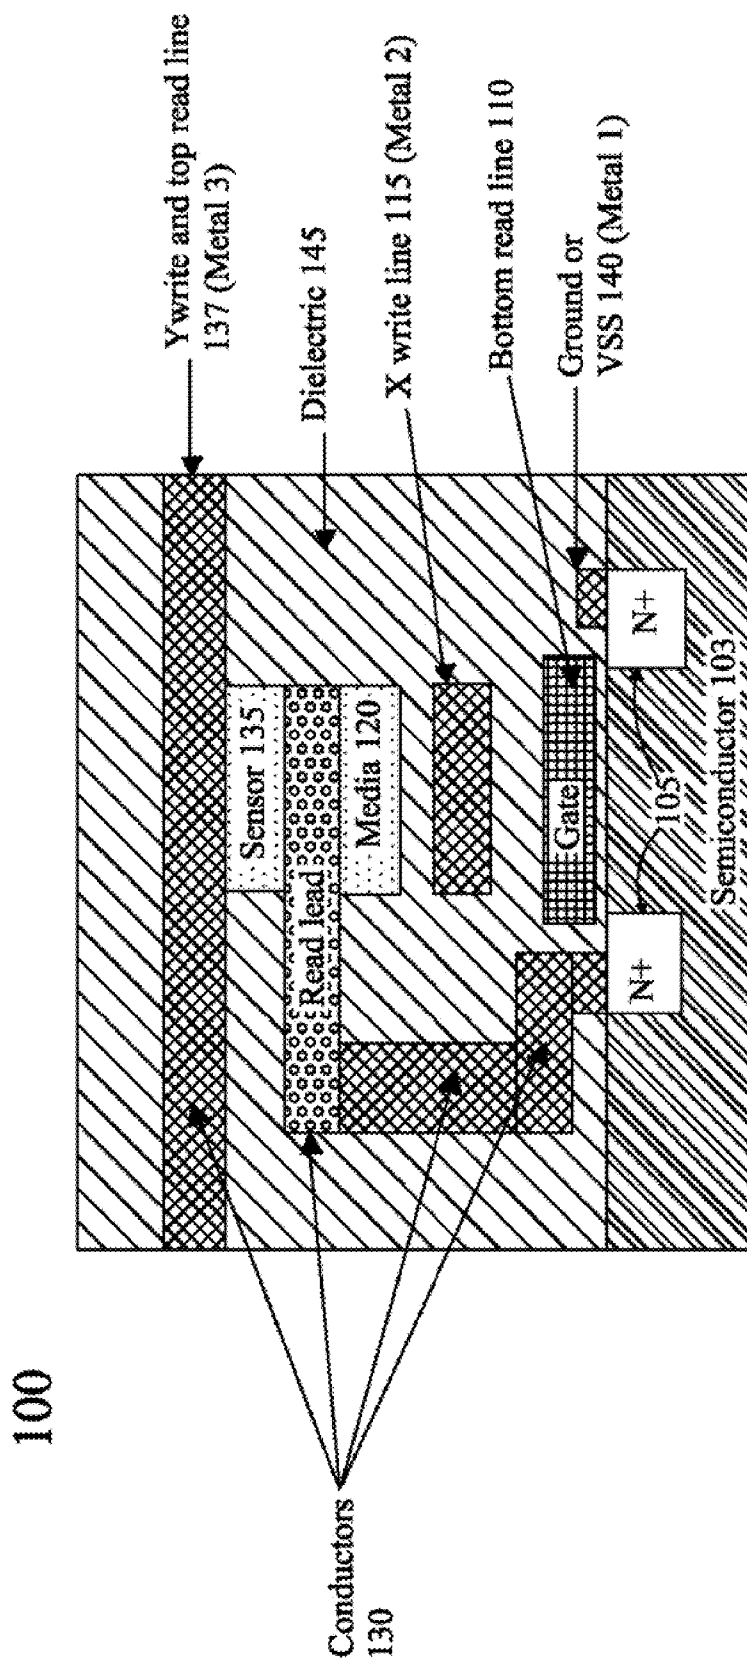 100
Ywrite and top read line
137 (Metal 3)
Dielectric 145
X write line 115 (Metal 2)
Bottom read line 110
Ground or
VSS 140 (Metal 1)
Conductors
130
Sensor 135
Read lead
Media 120
Gate
N+
N+
105
Semiconductor 103